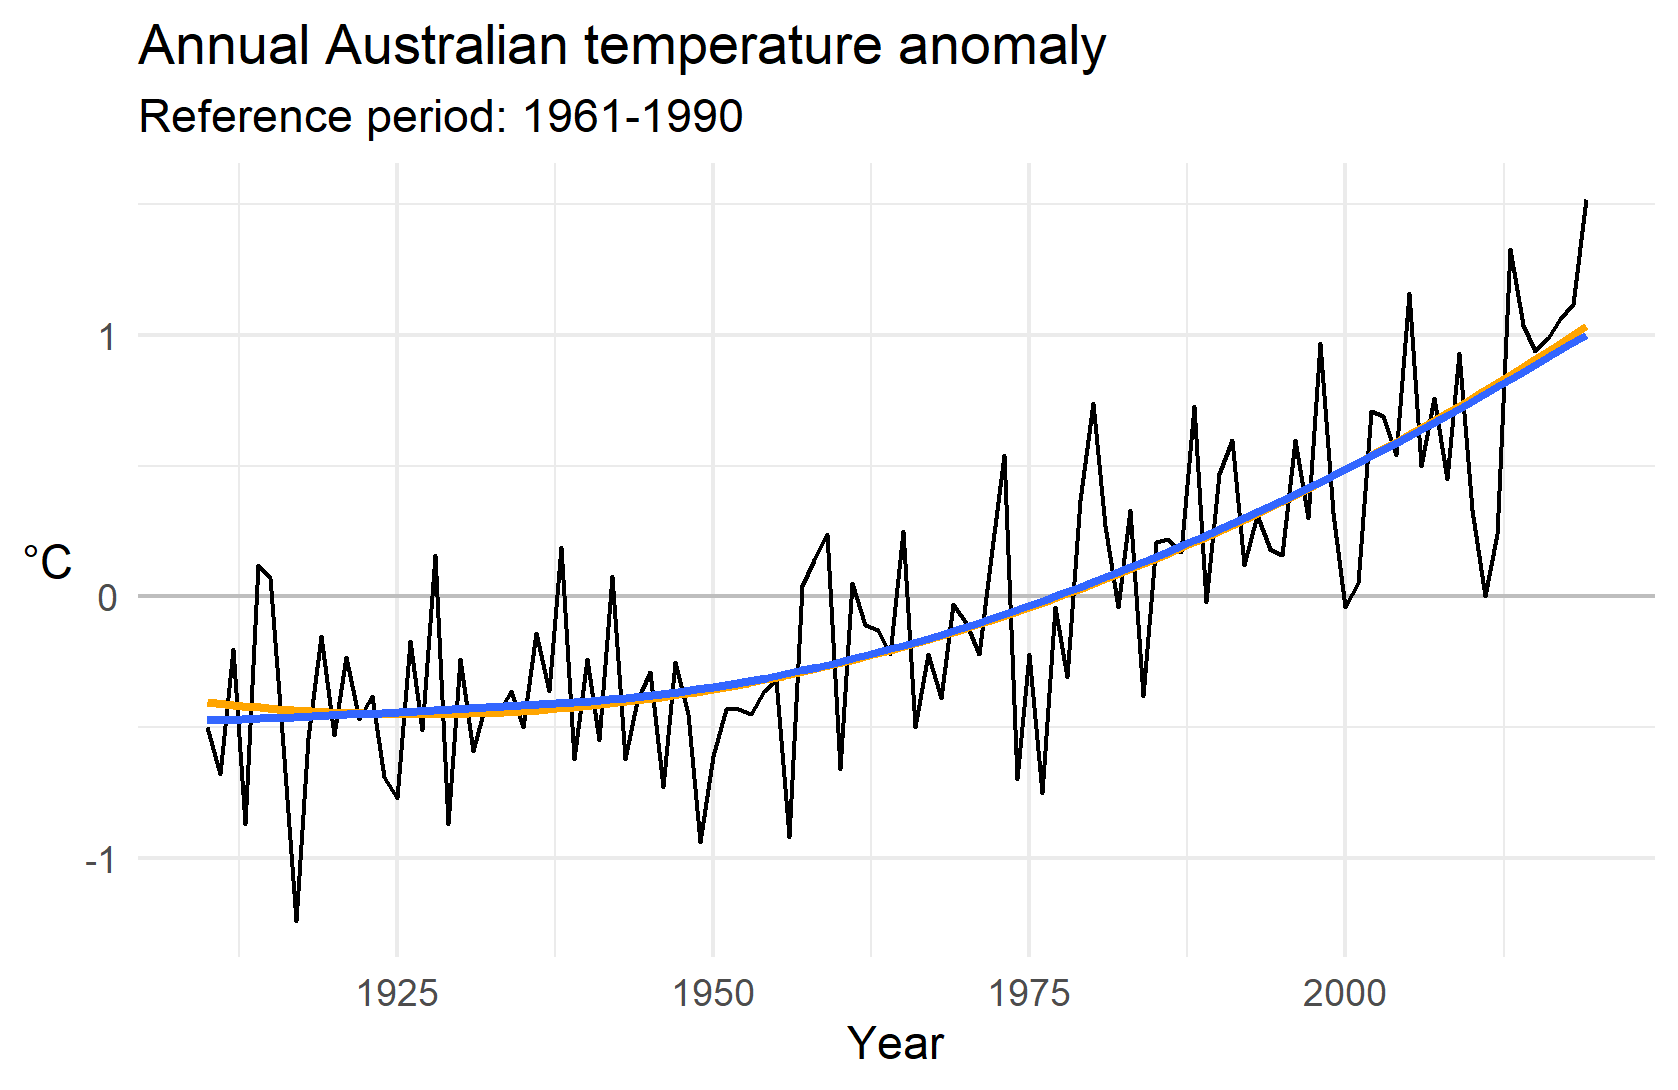 Annual Australian temperature anomaly
Reference period: 1961-1990
1
°C
0
-1
1925 1950 1975 2000
Year